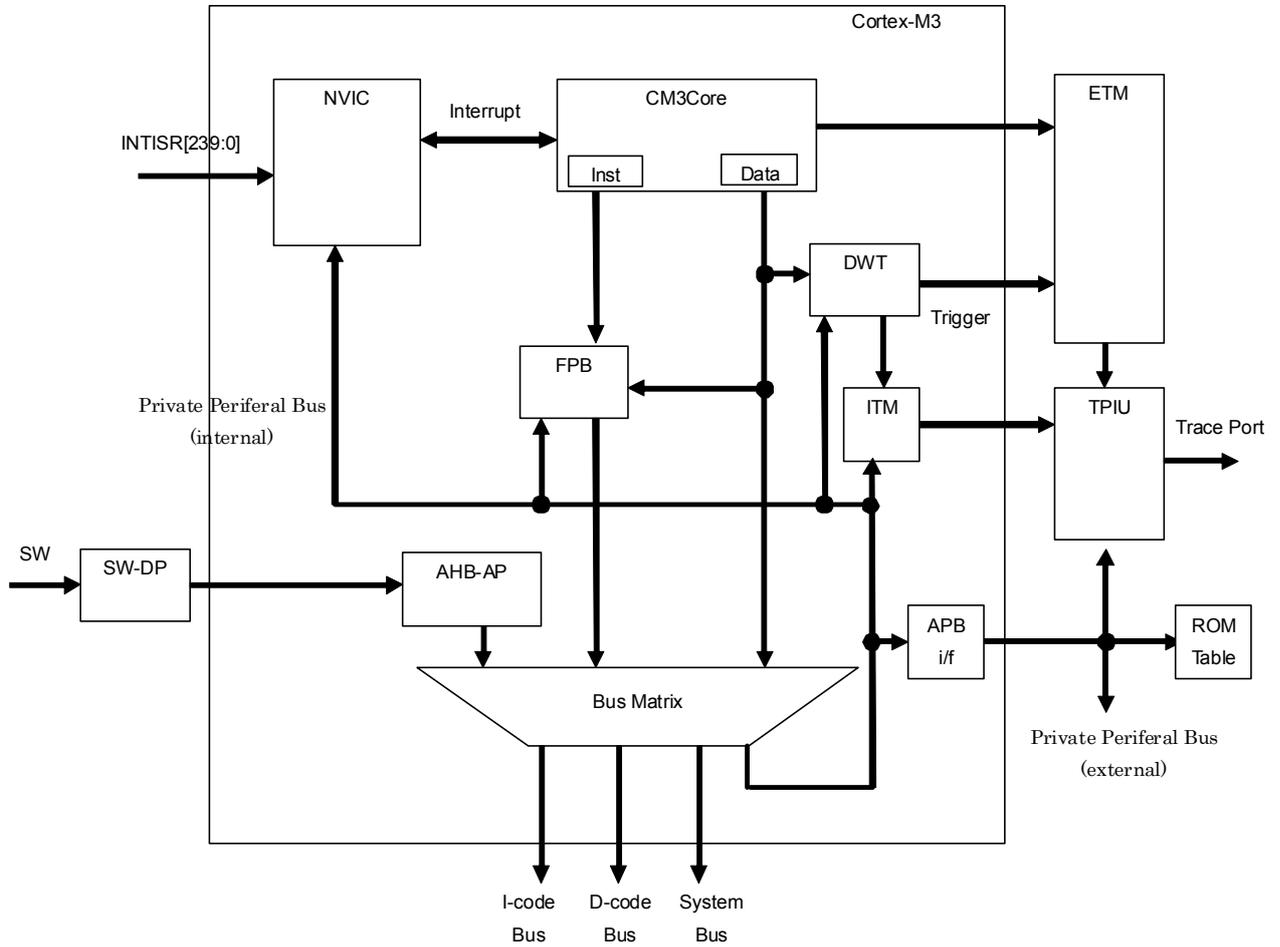 Cortex-M3
NVIC
CM3Core
ETM
Interrupt
INTISR[239:0]
Inst
Data
DWT
Trigger
FPB
ITM
TPIU
Private Periferal Bus
(internal)
Trace Port
SW
SW-DP
AHB-AP
APB
i/f
ROM
Table
Bus Matrix
Private Periferal Bus
(external)
I-code
Bus
D-code
Bus
System
Bus